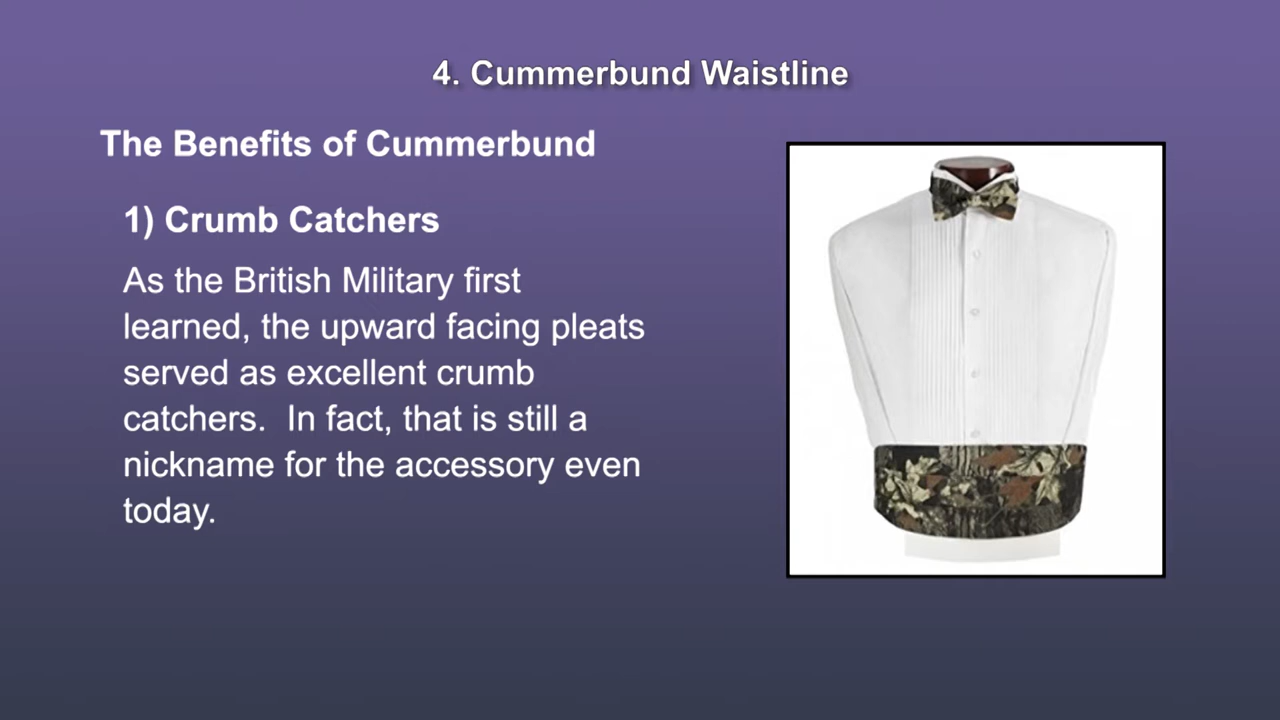 4. Cummerbund Waistline
The Benefits of Cummerbund
1) Crumb Catchers
As the British Military first
learned, the upward facing pleats
served as excellent crumb
catchers.  In fact, that is still a
nickname for the accessory even
today.